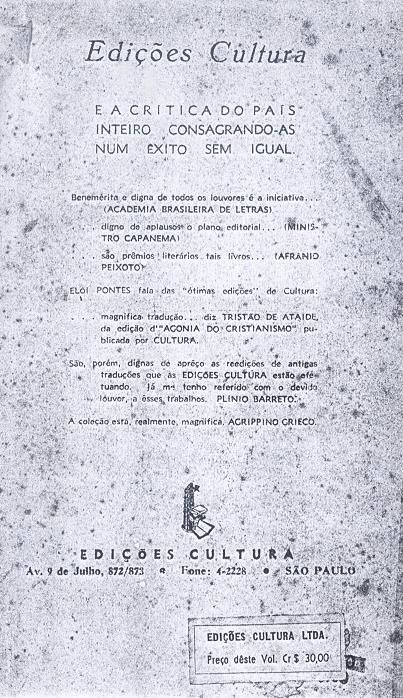 Edições Cultura
E A CRÍTICA DO PAÍS
INTEIRO CONSAGRANDO-AS
NUM ÊXITO SEM IGUAL.
Benemérita e digna de todos os louvores é a iniciativa...
(ACADEMIA BRASILEIRA DE LETRAS)
. . . . digno de aplausos o plano editorial... (MINIS-
TRO CAPANEMA)
. . . . são prêmios literários tais livros... (AFRANIO
PEIXOTO)
ELÓI PONTES fala das "ótimas edições" de Cultura:
. . . . magnifica tradução... diz TRISTÃO DE ATAIDE,
da edição d'"AGONIA DO CRISTIANISMO", pu-
blicada por CULTURA.
São, porém, dignas de aprêço as reedições de antigas
traduções que as EDIÇÕES CULTURA estão efe-
tuando. Já me tenho referido com o devido
louvor, a êsses trabalhos. PLINIO BARRETO.
A coleção está, realmente, magnifica. AGRIPPINO GRIECO.
EDIÇÕES CULTURA
Av. 9 de Julho, 872/873 • Fone: 4-2228 • SÃO PAULO
EDIÇÕES CULTURA LTDA.
Preço dêste Vol. Cr$ 30,00